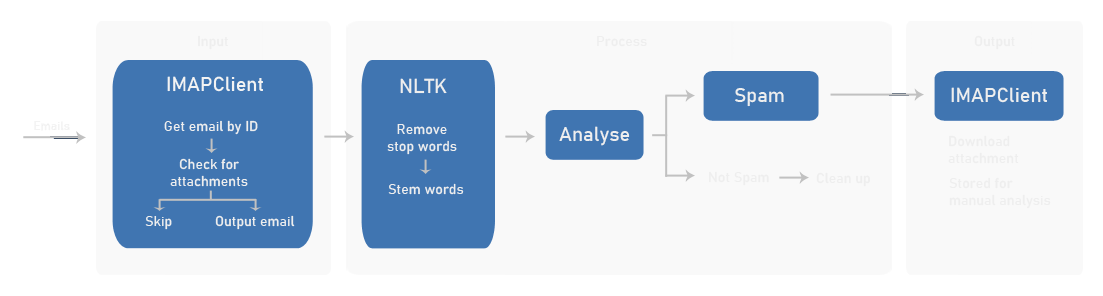 Emails
Input
IMAPClient
Get email by ID
Check for
attachments
Skip
Output email
Process
NLTK
Remove
stop words
Stem words
Analyse
Spam
Not Spam
Clean up
Output
IMAPClient
Download
attachment
Stored for
manual analysis